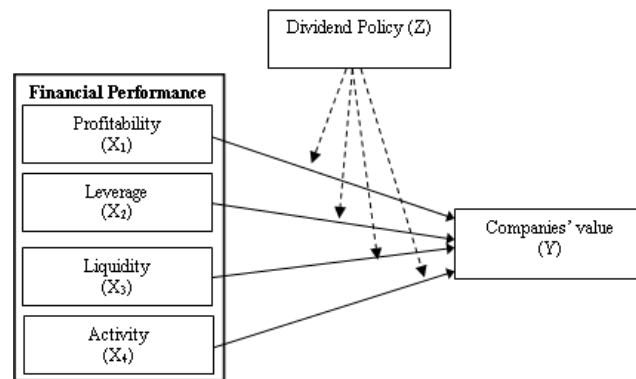 Dividend Policy (Z)
Financial Performance
Profitability
(X₁)
Leverage
(X₂)
Liquidity
(X₃)
Activity
(X₄)
Companies' value
(Y)